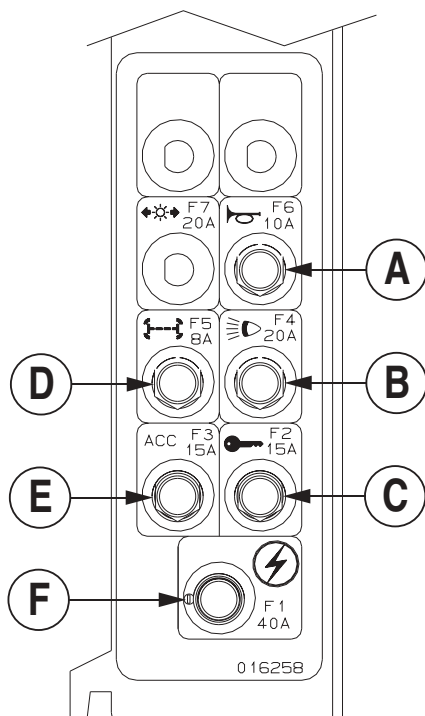 F7 20A
F6 10A
A
F5 8A
F4 20A
D
B
ACC F3 15A
F2 15A
E
C
F
F1 40A
016258